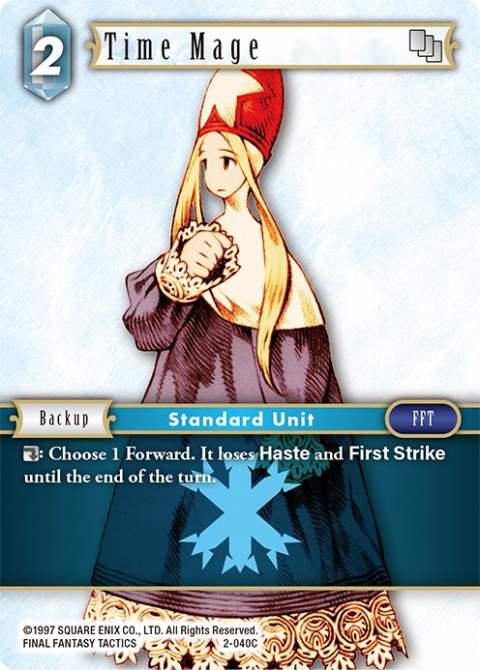 2
Time Mage
Backup
Standard Unit
FFT
: Choose 1 Forward. It loses Haste and First Strike
until the end of the turn.
©1997 SQUARE ENIX CO., LTD. All Rights Reserved.
FINAL FANTASY TACTICS
2-040C